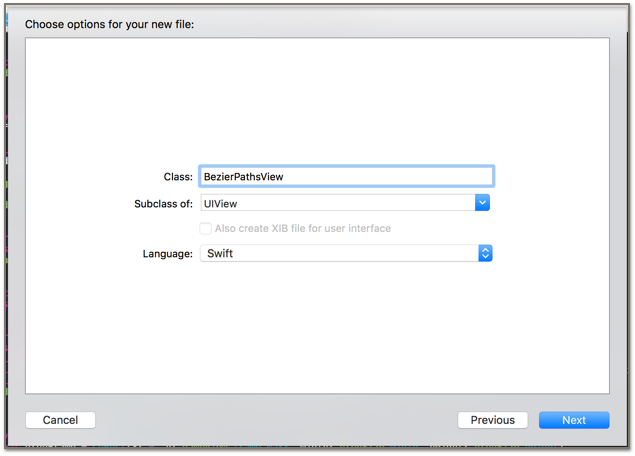 Choose options for your new file:
Class: BezierPathsView
Subclass of: UIView
Also create XIB file for user interface
Language: Swift
Cancel Previous Next